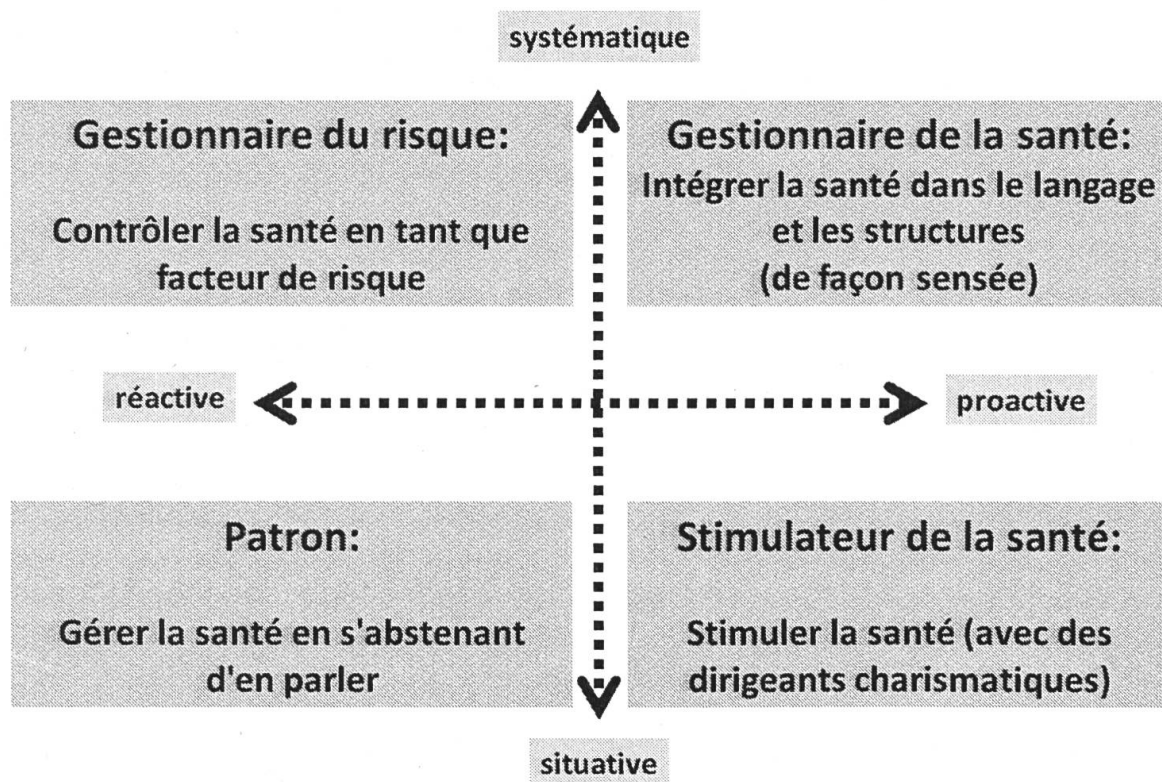 systématique
Gestionnaire du risque:
Contrôler la santé en tant que
facteur de risque
Gestionnaire de la santé:
Intégrer la santé dans le langage
et les structures
(de façon sensée)
réactive
proactive
Patron:
Gérer la santé en s'abstenant
d'en parler
Stimulateur de la santé:
Stimuler la santé (avec des
dirigeants charismatiques)
situative